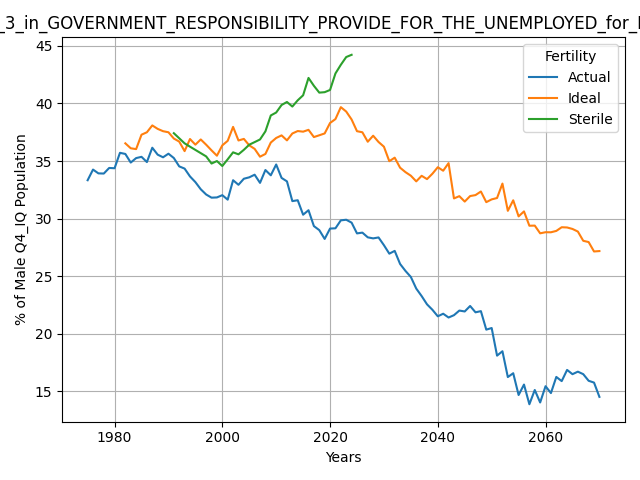 _3_in_GOVERNMENT_RESPONSIBILITY_PROVIDE_FOR_THE_UNEMPLOYED_for_
Fertility
Actual
Ideal
Sterile
% of Male Q4_IQ Population
45
40
35
30
25
20
15
1980 2000 2020 2040 2060
Years